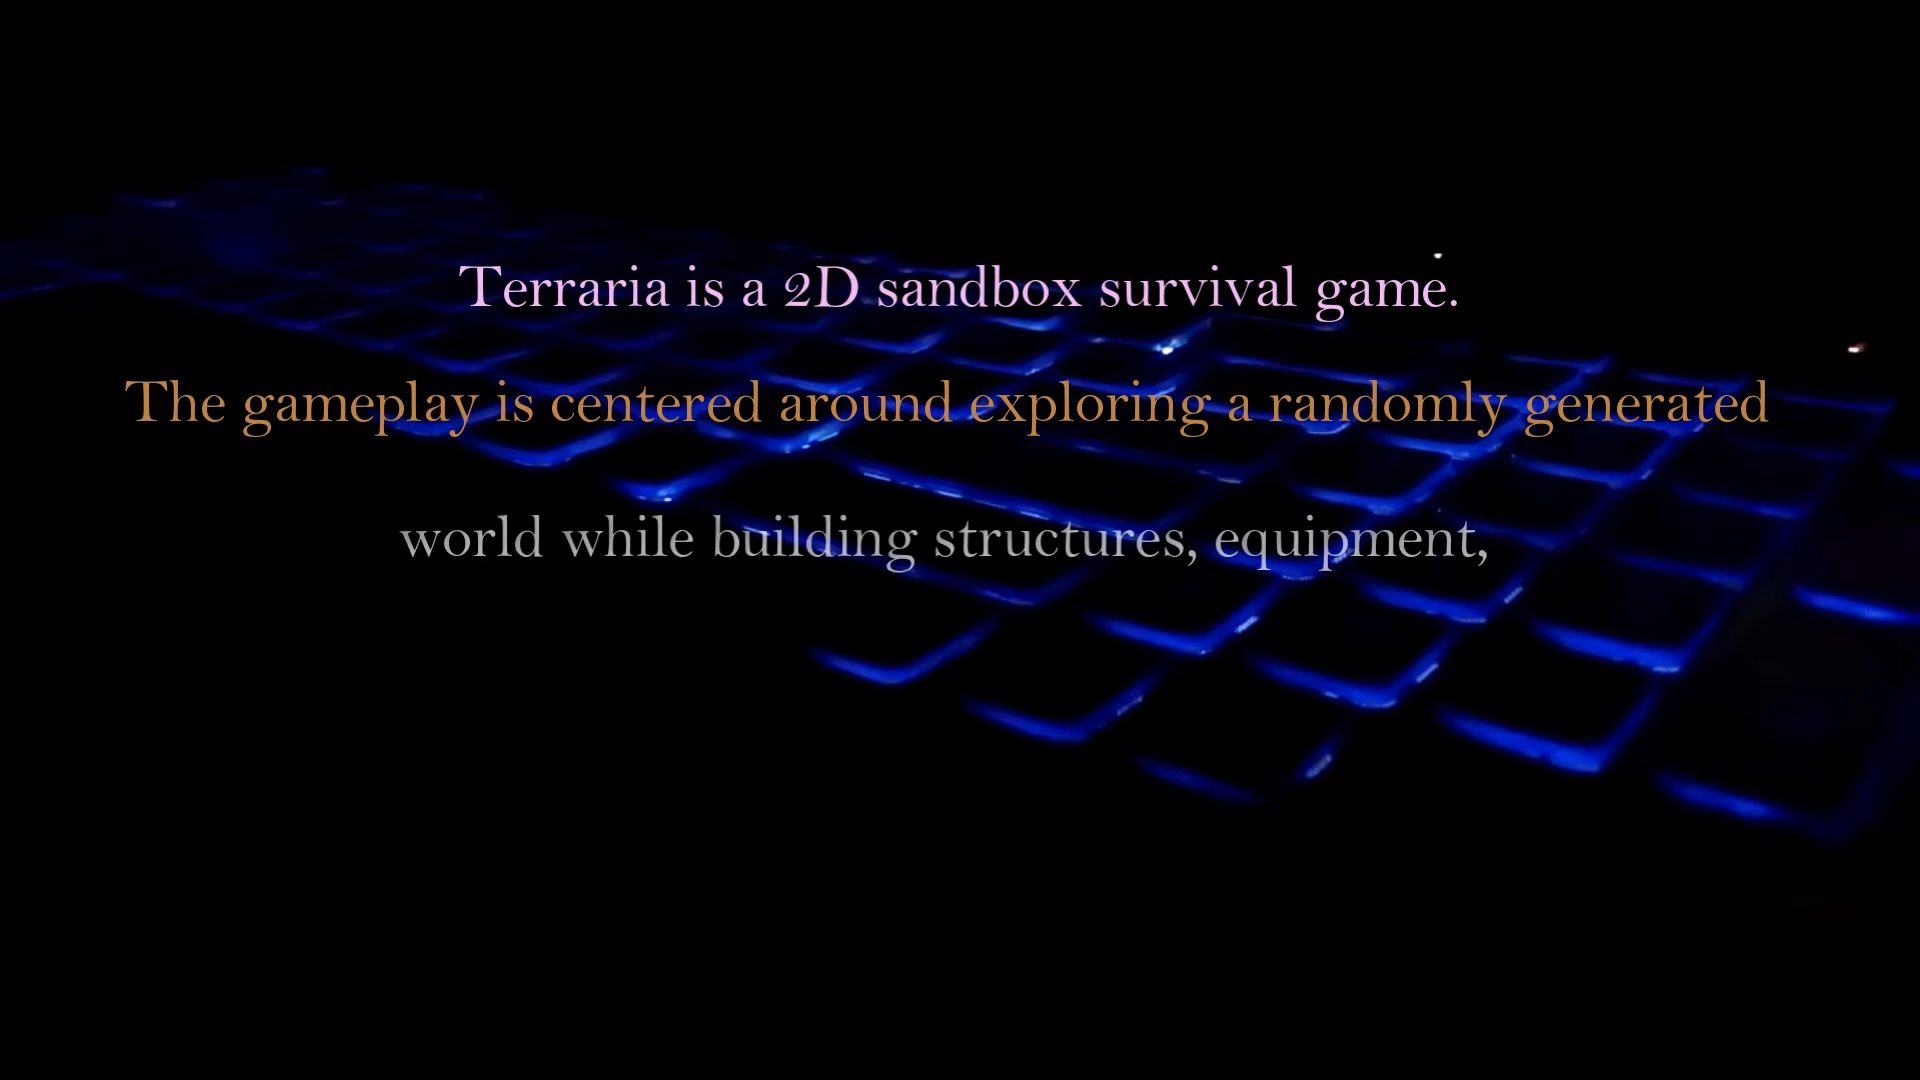 Terraria is a 2D sandbox survival game.
The gameplay is centered around exploring a randomly generated
world while building structures, equipment,